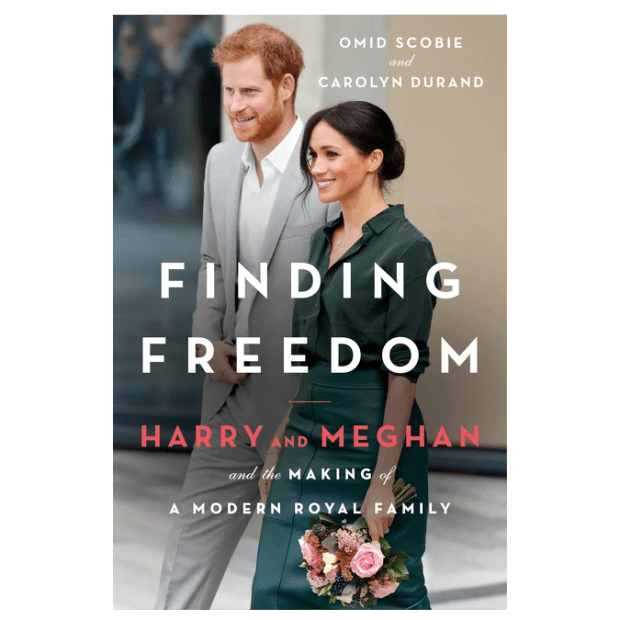 OMID SCOBIE
and
CAROLYN DURAND
FINDING
FREEDOM
HARRY AND MEGHAN
and the MAKING of
A MODERN ROYAL FAMILY